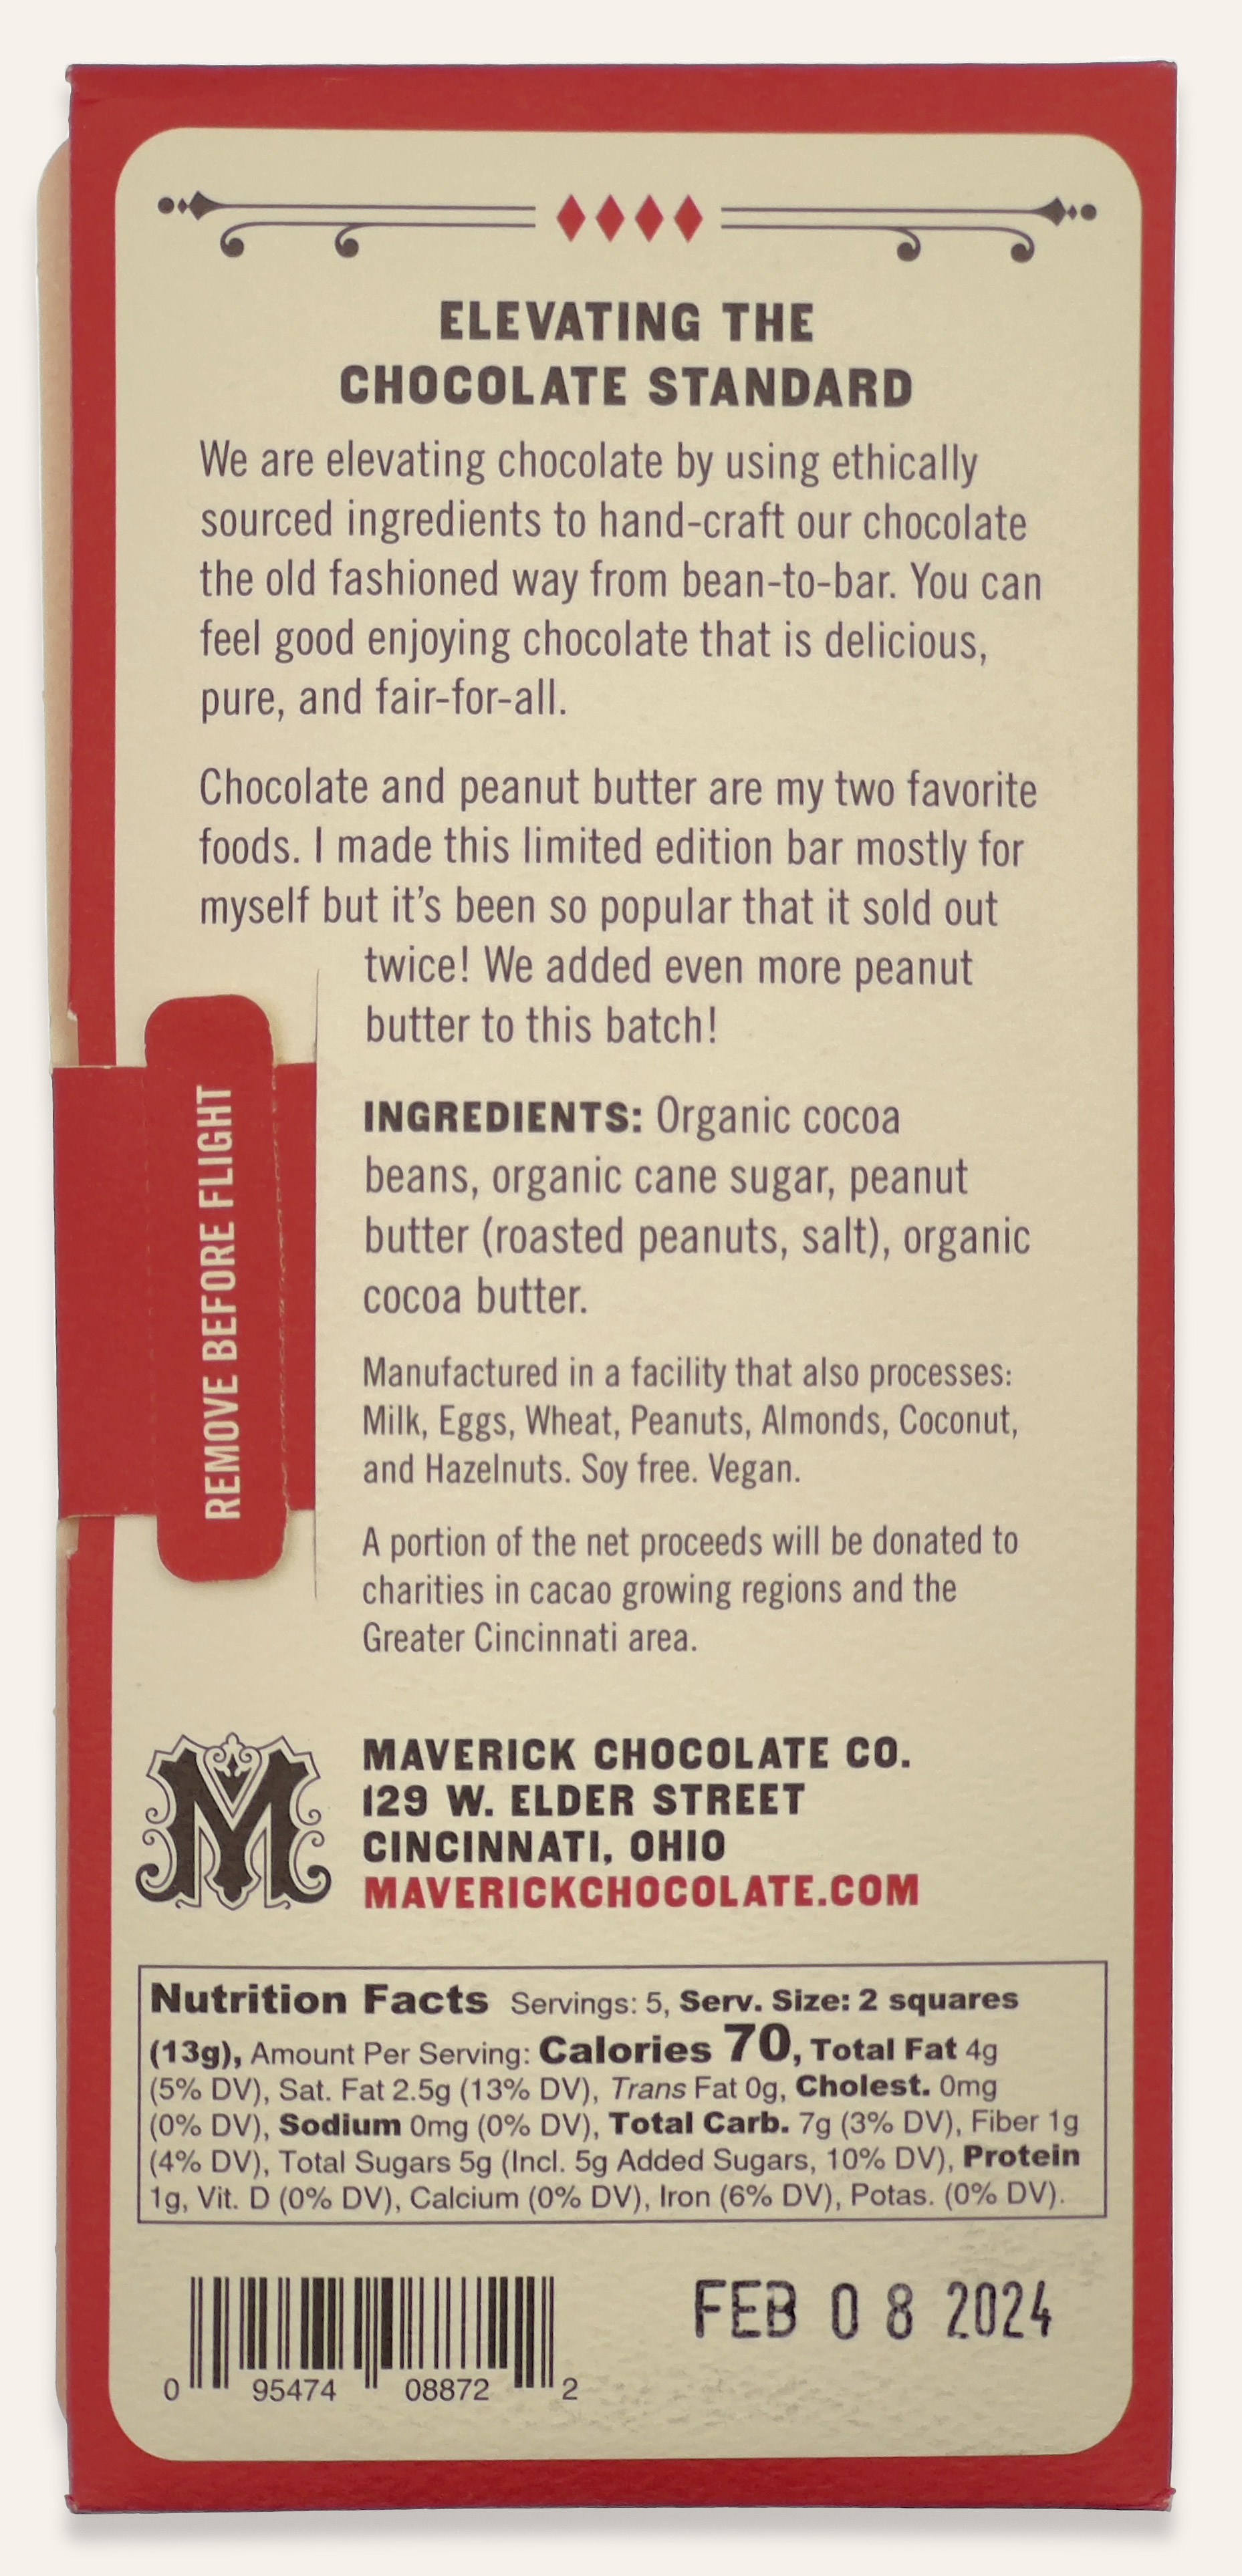 ELEVATING THE
CHOCOLATE STANDARD
We are elevating chocolate by using ethically
sourced ingredients to hand-craft our chocolate
the old fashioned way from bean-to-bar. You can
feel good enjoying chocolate that is delicious,
pure, and fair-for-all.
Chocolate and peanut butter are my two favorite
foods. I made this limited edition bar mostly for
myself but it's been so popular that it sold out
twice! We added even more peanut
butter to this batch!
REMOVE BEFORE FLIGHT
INGREDIENTS: Organic cocoa
beans, organic cane sugar, peanut
butter (roasted peanuts, salt), organic
cocoa butter.
Manufactured in a facility that also processes:
Milk, Eggs, Wheat, Peanuts, Almonds, Coconut,
and Hazelnuts. Soy free. Vegan.
A portion of the net proceeds will be donated to
charities in cacao growing regions and the
Greater Cincinnati area.
M
MAVERICK CHOCOLATE CO.
129 W. ELDER STREET
CINCINNATI, OHIO
MAVERICKCHOCOLATE.COM
Nutrition Facts Servings: 5, Serv. Size: 2 squares
(13g), Amount Per Serving: Calories 70, Total Fat 4g
(5% DV), Sat. Fat 2.5g (13% DV), Trans Fat 0g, Cholest. 0mg
(0% DV), Sodium 0mg (0% DV), Total Carb. 7g (3% DV), Fiber 1g
(4% DV), Total Sugars 5g (Incl. 5g Added Sugars, 10% DV), Protein
1g, Vit. D (0% DV), Calcium (0% DV), Iron (6% DV), Potas. (0% DV).
FEB 08 2024
0 95474 08872 2